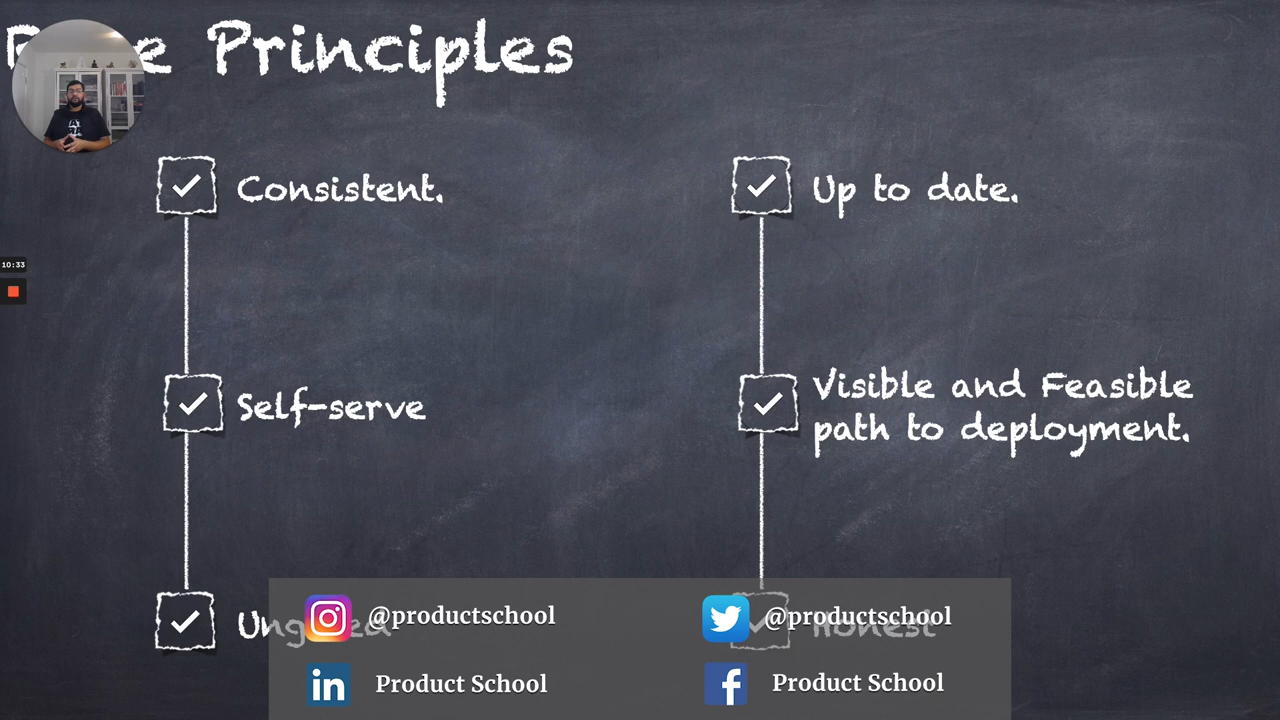 Principles
Consistent.
Up to date.
10:33
Self-serve
Visible and Feasible
path to deployment.
@productschool
@productschool
Honest
Product School
Product School